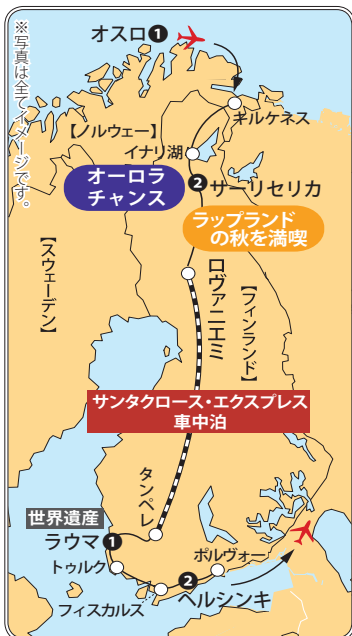 ※写真は全てイメージです。
オスロ❶
キルケネス
【ノルウェー】
イナリ湖
オーロラ
チャンス
❷サーリセリカ
ラップランド
の秋を満喫
【スウェーデン】
ロヴァニエミ
【フィンランド】
サンタクロース・エクスプレス
車中泊
タンペレ
世界遺産
ラウマ❶
トゥルク
ポルヴォー
❷
ヘルシンキ
フィスカルス